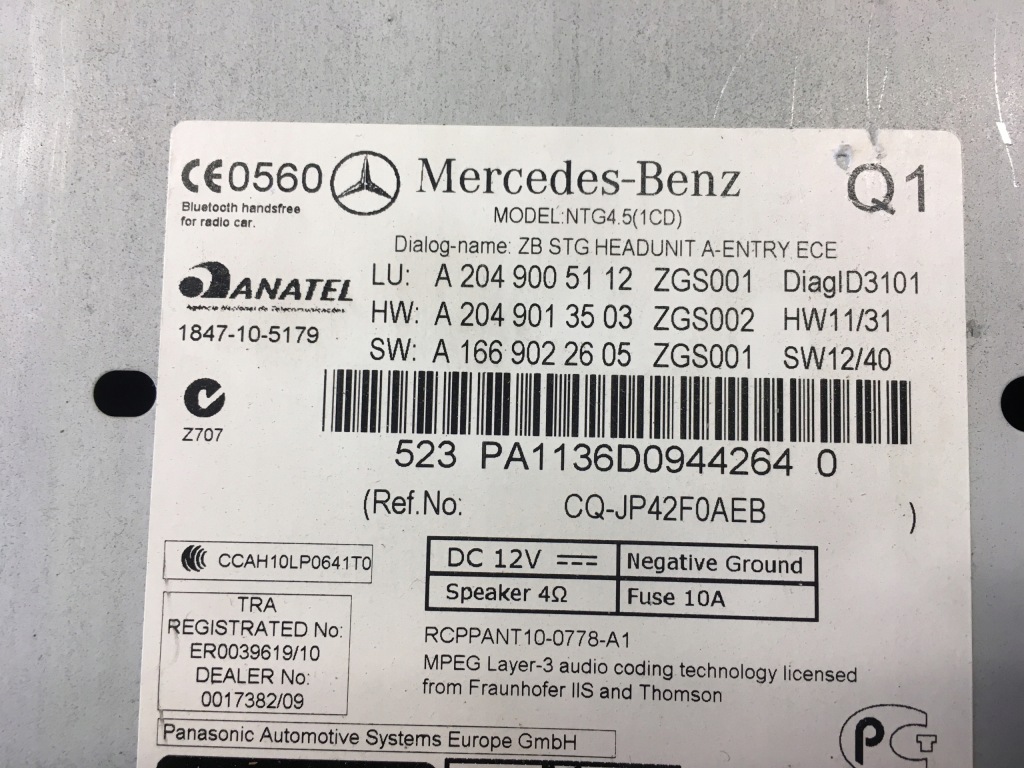 CE0560 Mercedes-Benz Q1
Bluetooth handsfree
for radio car.
MODEL:NTG4.5(1CD)
Dialog-name: ZB STG HEADUNIT A-ENTRY ECE
ANATEL
Agência Nacional de Telecomunicações
1847-10-5179
LU: A 204 900 51 12 ZGS001 DiagID3101
HW: A 204 901 35 03 ZGS002 HW11/31
SW: A 166 902 26 05 ZGS001 SW12/40
Z707
523 PA1136D0944264 0
(Ref.No: CQ-JP42F0AEB )
CCAH10LP0641T0
DC 12V Negative Ground
Speaker 4Ω Fuse 10A
TRA
REGISTRATED No:
ER0039619/10
DEALER No:
0017382/09
RCPPANT10-0778-A1
MPEG Layer-3 audio coding technology licensed
from Fraunhofer IIS and Thomson
Panasonic Automotive Systems Europe GmbH